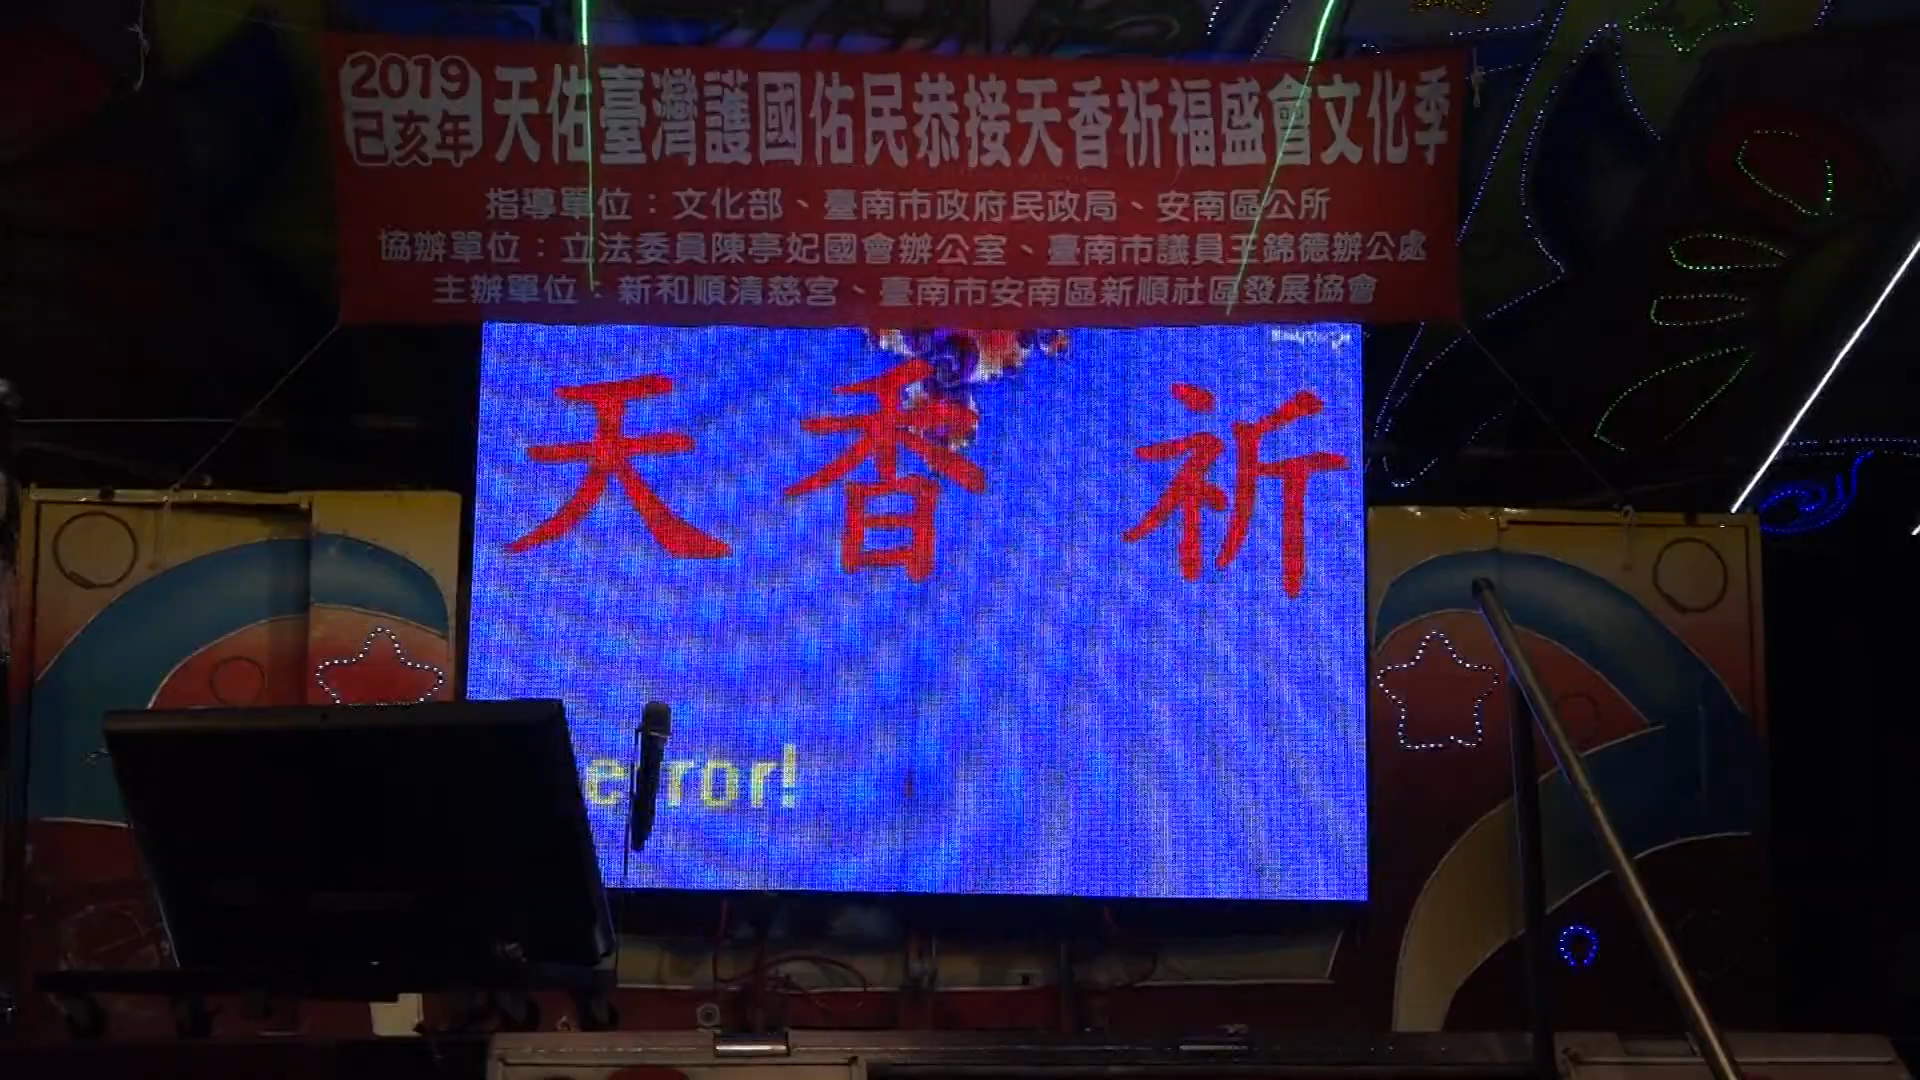 2019
己亥年
天佑臺灣護國佑民恭接天香祈福盛會文化季
指導單位：文化部、臺南市政府民政局、安南區公所
協辦單位：立法委員陳亭妃國會辦公室、臺南市議員王錦德辦公處
主辦單位：新和順清慈宮、臺南市安南區新順社區發展協會
天 香 祈
error!